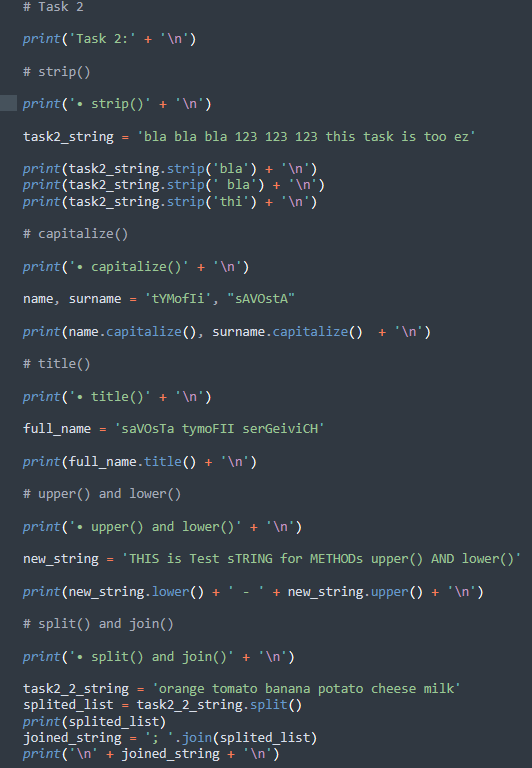 # Task 2
print('Task 2:' + '\n')
# strip()
print('• strip()' + '\n')
task2_string = 'bla bla bla 123 123 123 this task is too ez'
print(task2_string.strip('bla') + '\n')
print(task2_string.strip(' bla') + '\n')
print(task2_string.strip('thi') + '\n')
# capitalize()
print('• capitalize()' + '\n')
name, surname = 'tYMofIi', "sAVOstA"
print(name.capitalize(), surname.capitalize()  + '\n')
# title()
print('• title()' + '\n')
full_name = 'saVOsTa tymoFII serGeiviCH'
print(full_name.title() + '\n')
# upper() and lower()
print('• upper() and lower()' + '\n')
new_string = 'THIS is Test sTRING for METHODs upper() AND lower()'
print(new_string.lower() + ' - ' + new_string.upper() + '\n')
# split() and join()
print('• split() and join()' + '\n')
task2_2_string = 'orange tomato banana potato cheese milk'
splited_list = task2_2_string.split()
print(splited_list)
joined_string = '; '.join(splited_list)
print('\n' + joined_string + '\n')